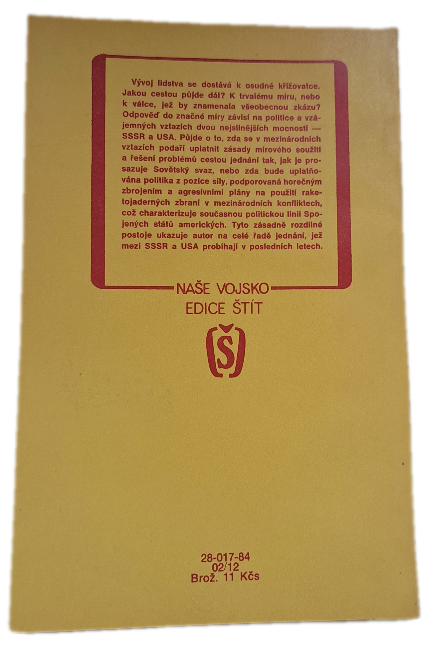 Vývoj lidstva se dostává k osudné křižovatce.
Jakou cestou půjde dál? K trvalému míru, nebo
k válce, jež by znamenala všeobecnou zkázu?
Odpověď do značné míry závisí na politice a vzá-
jemných vztazích dvou nejsilnějších mocností —
SSSR a USA. Půjde o to, zda se v mezinárodních
vztazích podaří uplatnit zásady mírového soužití
a řešení problémů cestou jednání tak, jak je pro-
sazuje Sovětský svaz, nebo zda bude uplatňo-
vána politika z pozice síly, podporovaná horečným
zbrojením a agresívními plány na použití rake-
tojaderných zbraní v mezinárodních konfliktech,
což charakterizuje současnou politickou linii Spo-
jených států amerických. Tyto zásadně rozdílné
postoje ukazuje autor na celé řadě jednání, jež
mezi SSSR a USA probíhají v posledních letech.
NAŠE VOJSKO
EDICE ŠTÍT
Š
28-017-84
02/12
Brož. 11 Kčs